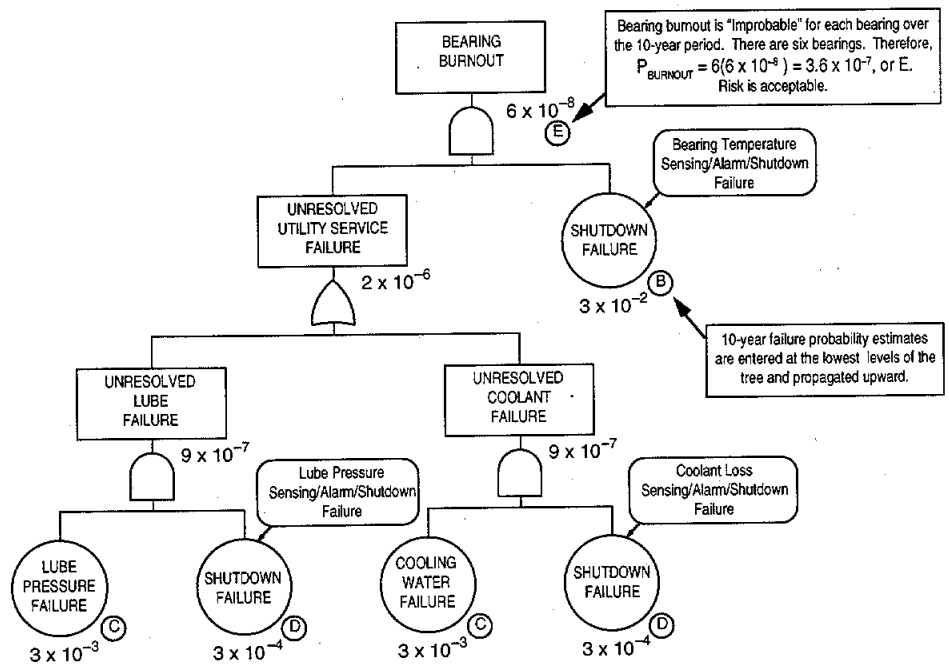 BEARING
BURNOUT
Bearing burnout is "Improbable" for each bearing over
the 10-year period. There are six bearings. Therefore,
P BURNOUT = 6(6 x 10⁻⁸ ) = 3.6 x 10⁻⁷, or E.
Risk is acceptable.
6 x 10⁻⁸
E
Bearing Temperature
Sensing/Alarm/Shutdown
Failure
UNRESOLVED
UTILITY SERVICE
FAILURE
SHUTDOWN
FAILURE
2 x 10⁻⁶
B
3 x 10⁻²
10-year failure probability estimates
are entered at the lowest levels of the
tree and propagated upward.
UNRESOLVED
LUBE
FAILURE
UNRESOLVED
COOLANT
FAILURE
9 x 10⁻⁷
9 x 10⁻⁷
Lube Pressure
Sensing/Alarm/Shutdown
Failure
Coolant Loss
Sensing/Alarm/Shutdown
Failure
LUBE
PRESSURE
FAILURE
SHUTDOWN
FAILURE
COOLING
WATER
FAILURE
SHUTDOWN
FAILURE
C
D
C
D
3 x 10⁻³
3 x 10⁻⁴
3 x 10⁻³
3 x 10⁻⁴